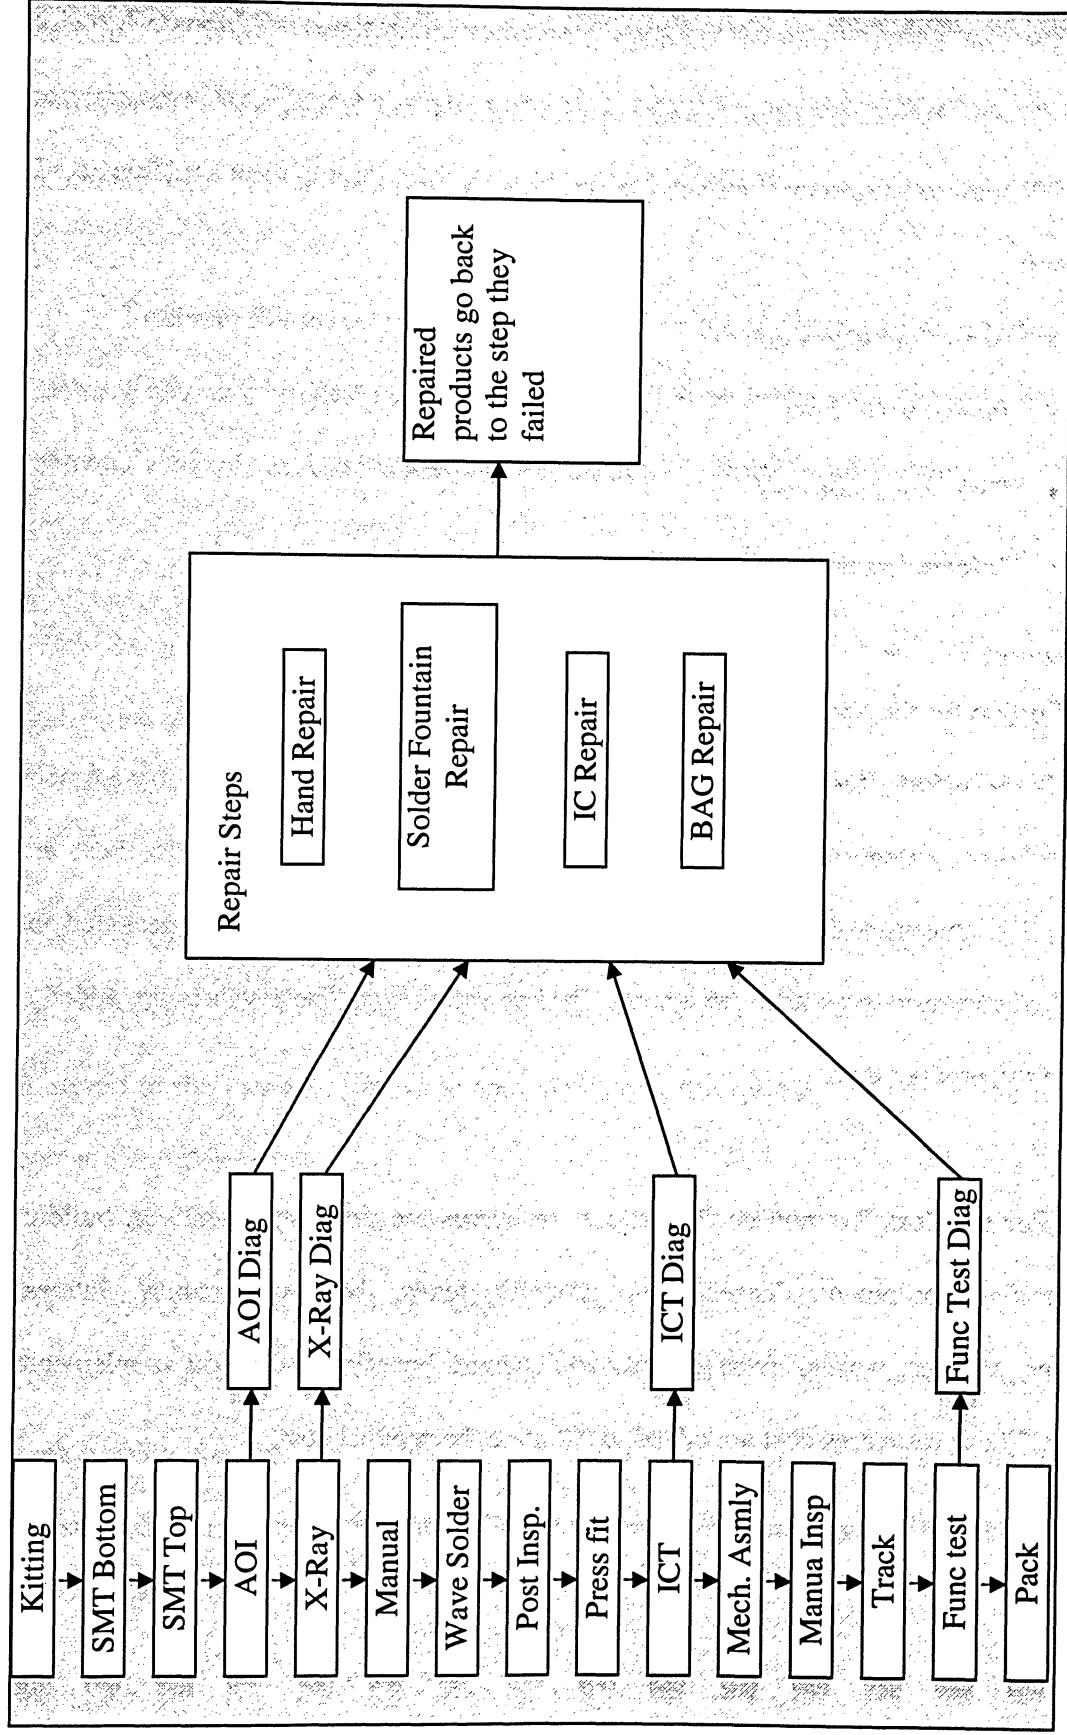 Kitting
SMT Bottom
SMT Top
AOI
X-Ray
Manual
Wave Solder
Post Insp.
Press fit
ICT
Mech. Asmly
Manua Insp
Track
Func test
Pack
AOI Diag
X-Ray Diag
ICT Diag
Func Test Diag
Repair Steps
Hand Repair
Solder Fountain
Repair
IC Repair
BAG Repair
Repaired
products go back
to the step they
failed